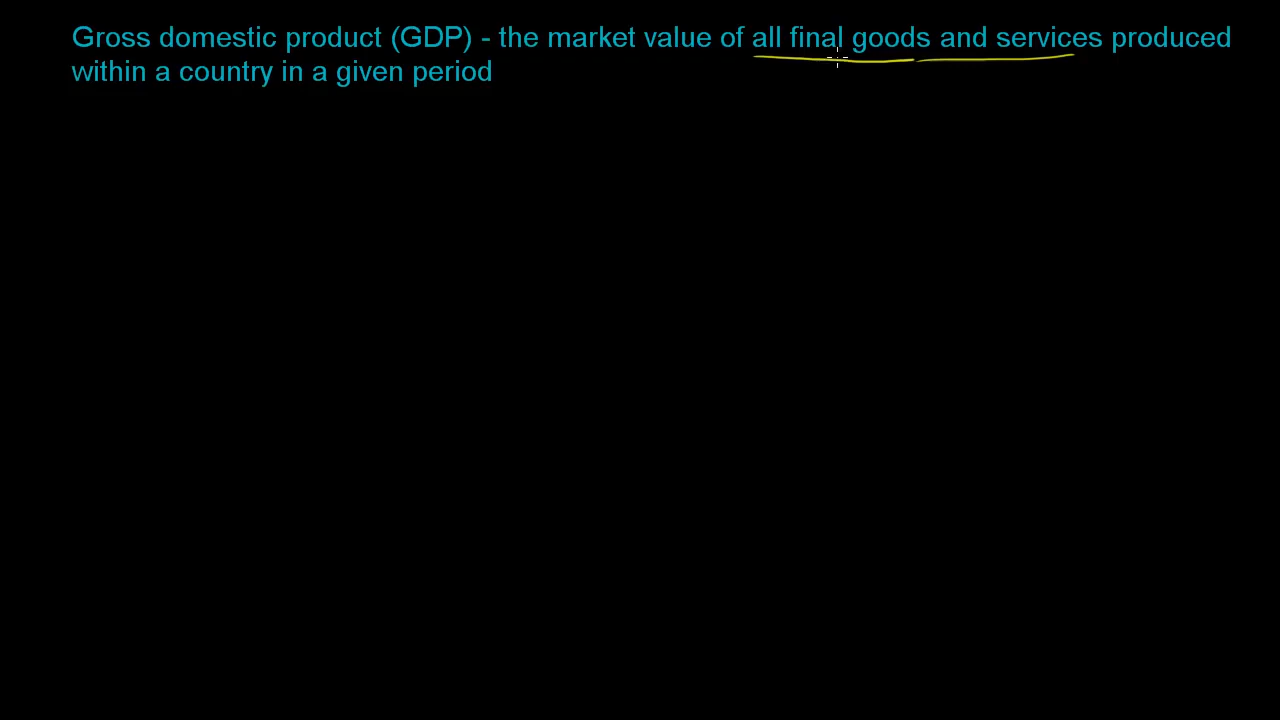 Gross domestic product (GDP) - the market value of all final goods and services produced
within a country in a given period